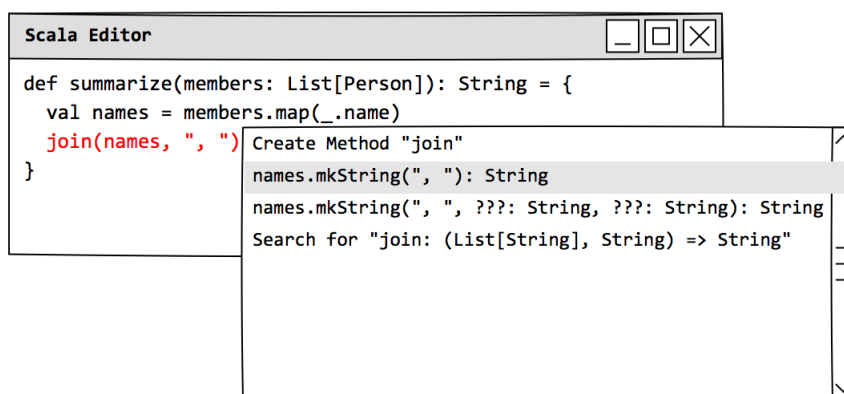 Scala Editor
def summarize(members: List[Person]): String = {
  val names = members.map(_.name)
  join(names, ", ")
}
Create Method "join"
names.mkString(", "): String
names.mkString(", ", ???: String, ???: String): String
Search for "join: (List[String], String) => String"